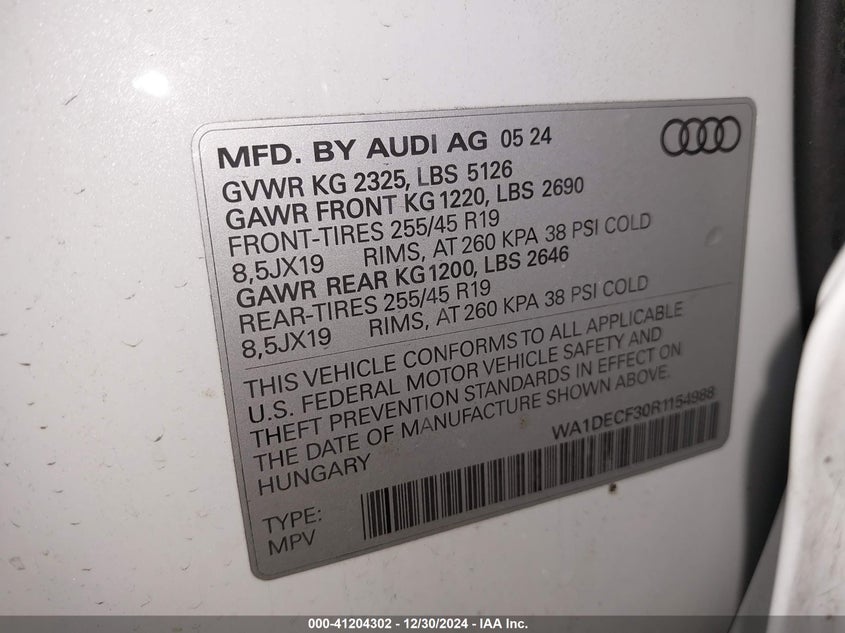 MFD. BY AUDI AG 05 24
GVWR KG 2325, LBS 5126
GAWR FRONT KG 1220, LBS 2690
FRONT-TIRES 255/45 R19
8,5JX19 RIMS, AT 260 KPA 38 PSI COLD
GAWR REAR KG 1200, LBS 2646
REAR-TIRES 255/45 R19
8,5JX19 RIMS, AT 260 KPA 38 PSI COLD
THIS VEHICLE CONFORMS TO ALL APPLICABLE
U.S. FEDERAL MOTOR VEHICLE SAFETY AND
THEFT PREVENTION STANDARDS IN EFFECT ON
THE DATE OF MANUFACTURE SHOWN ABOVE.
HUNGARY
WA1DECF30R1154988
TYPE:
MPV
000-41204302 - 12/30/2024 - IAA Inc.